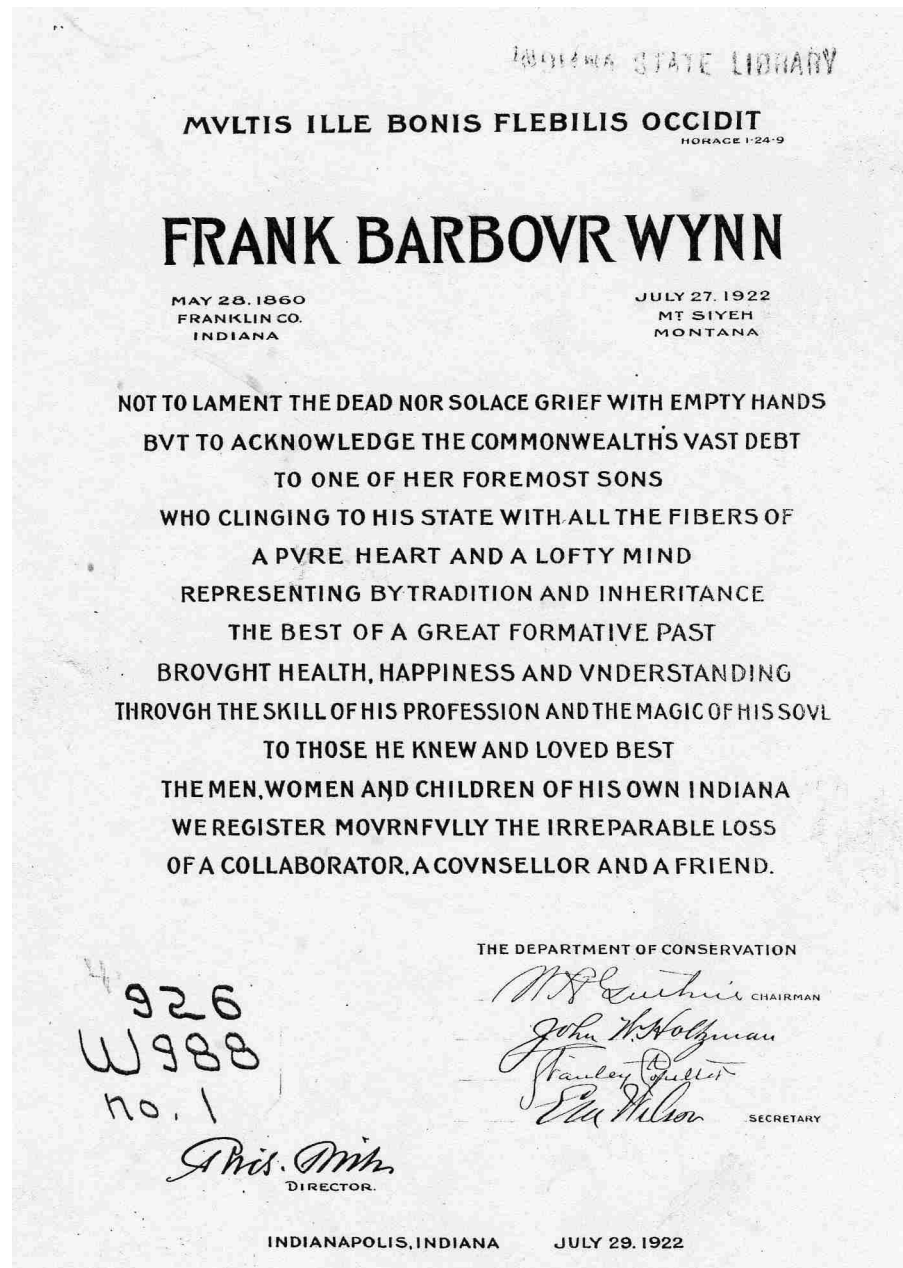 INDIANA STATE LIBRARY
MVLTIS ILLE BONIS FLEBILIS OCCIDIT
HORACE 1-24-9
FRANK BARBOVR WYNN
MAY 28. 1860
FRANKLIN CO.
INDIANA
JULY 27. 1922
MT SIYEH
MONTANA
NOT TO LAMENT THE DEAD NOR SOLACE GRIEF WITH EMPTY HANDS
BVT TO ACKNOWLEDGE THE COMMONWEALTH'S VAST DEBT
TO ONE OF HER FOREMOST SONS
WHO CLINGING TO HIS STATE WITH ALL THE FIBERS OF
A PVRE HEART AND A LOFTY MIND
REPRESENTING BY TRADITION AND INHERITANCE
THE BEST OF A GREAT FORMATIVE PAST
BROVGHT HEALTH, HAPPINESS AND VNDERSTANDING
THROVGH THE SKILL OF HIS PROFESSION AND THE MAGIC OF HIS SOVL
TO THOSE HE KNEW AND LOVED BEST
THE MEN, WOMEN AND CHILDREN OF HIS OWN INDIANA
WE REGISTER MOVRNFVLLY THE IRREPARABLE LOSS
OF A COLLABORATOR, A COVNSELLOR AND A FRIEND.
THE DEPARTMENT OF CONSERVATION
Guthrie CHAIRMAN
John W. Holtzman
Stanley Coulter
Wilson SECRETARY
926
W988
no. 1
DIRECTOR.
INDIANAPOLIS, INDIANA JULY 29. 1922